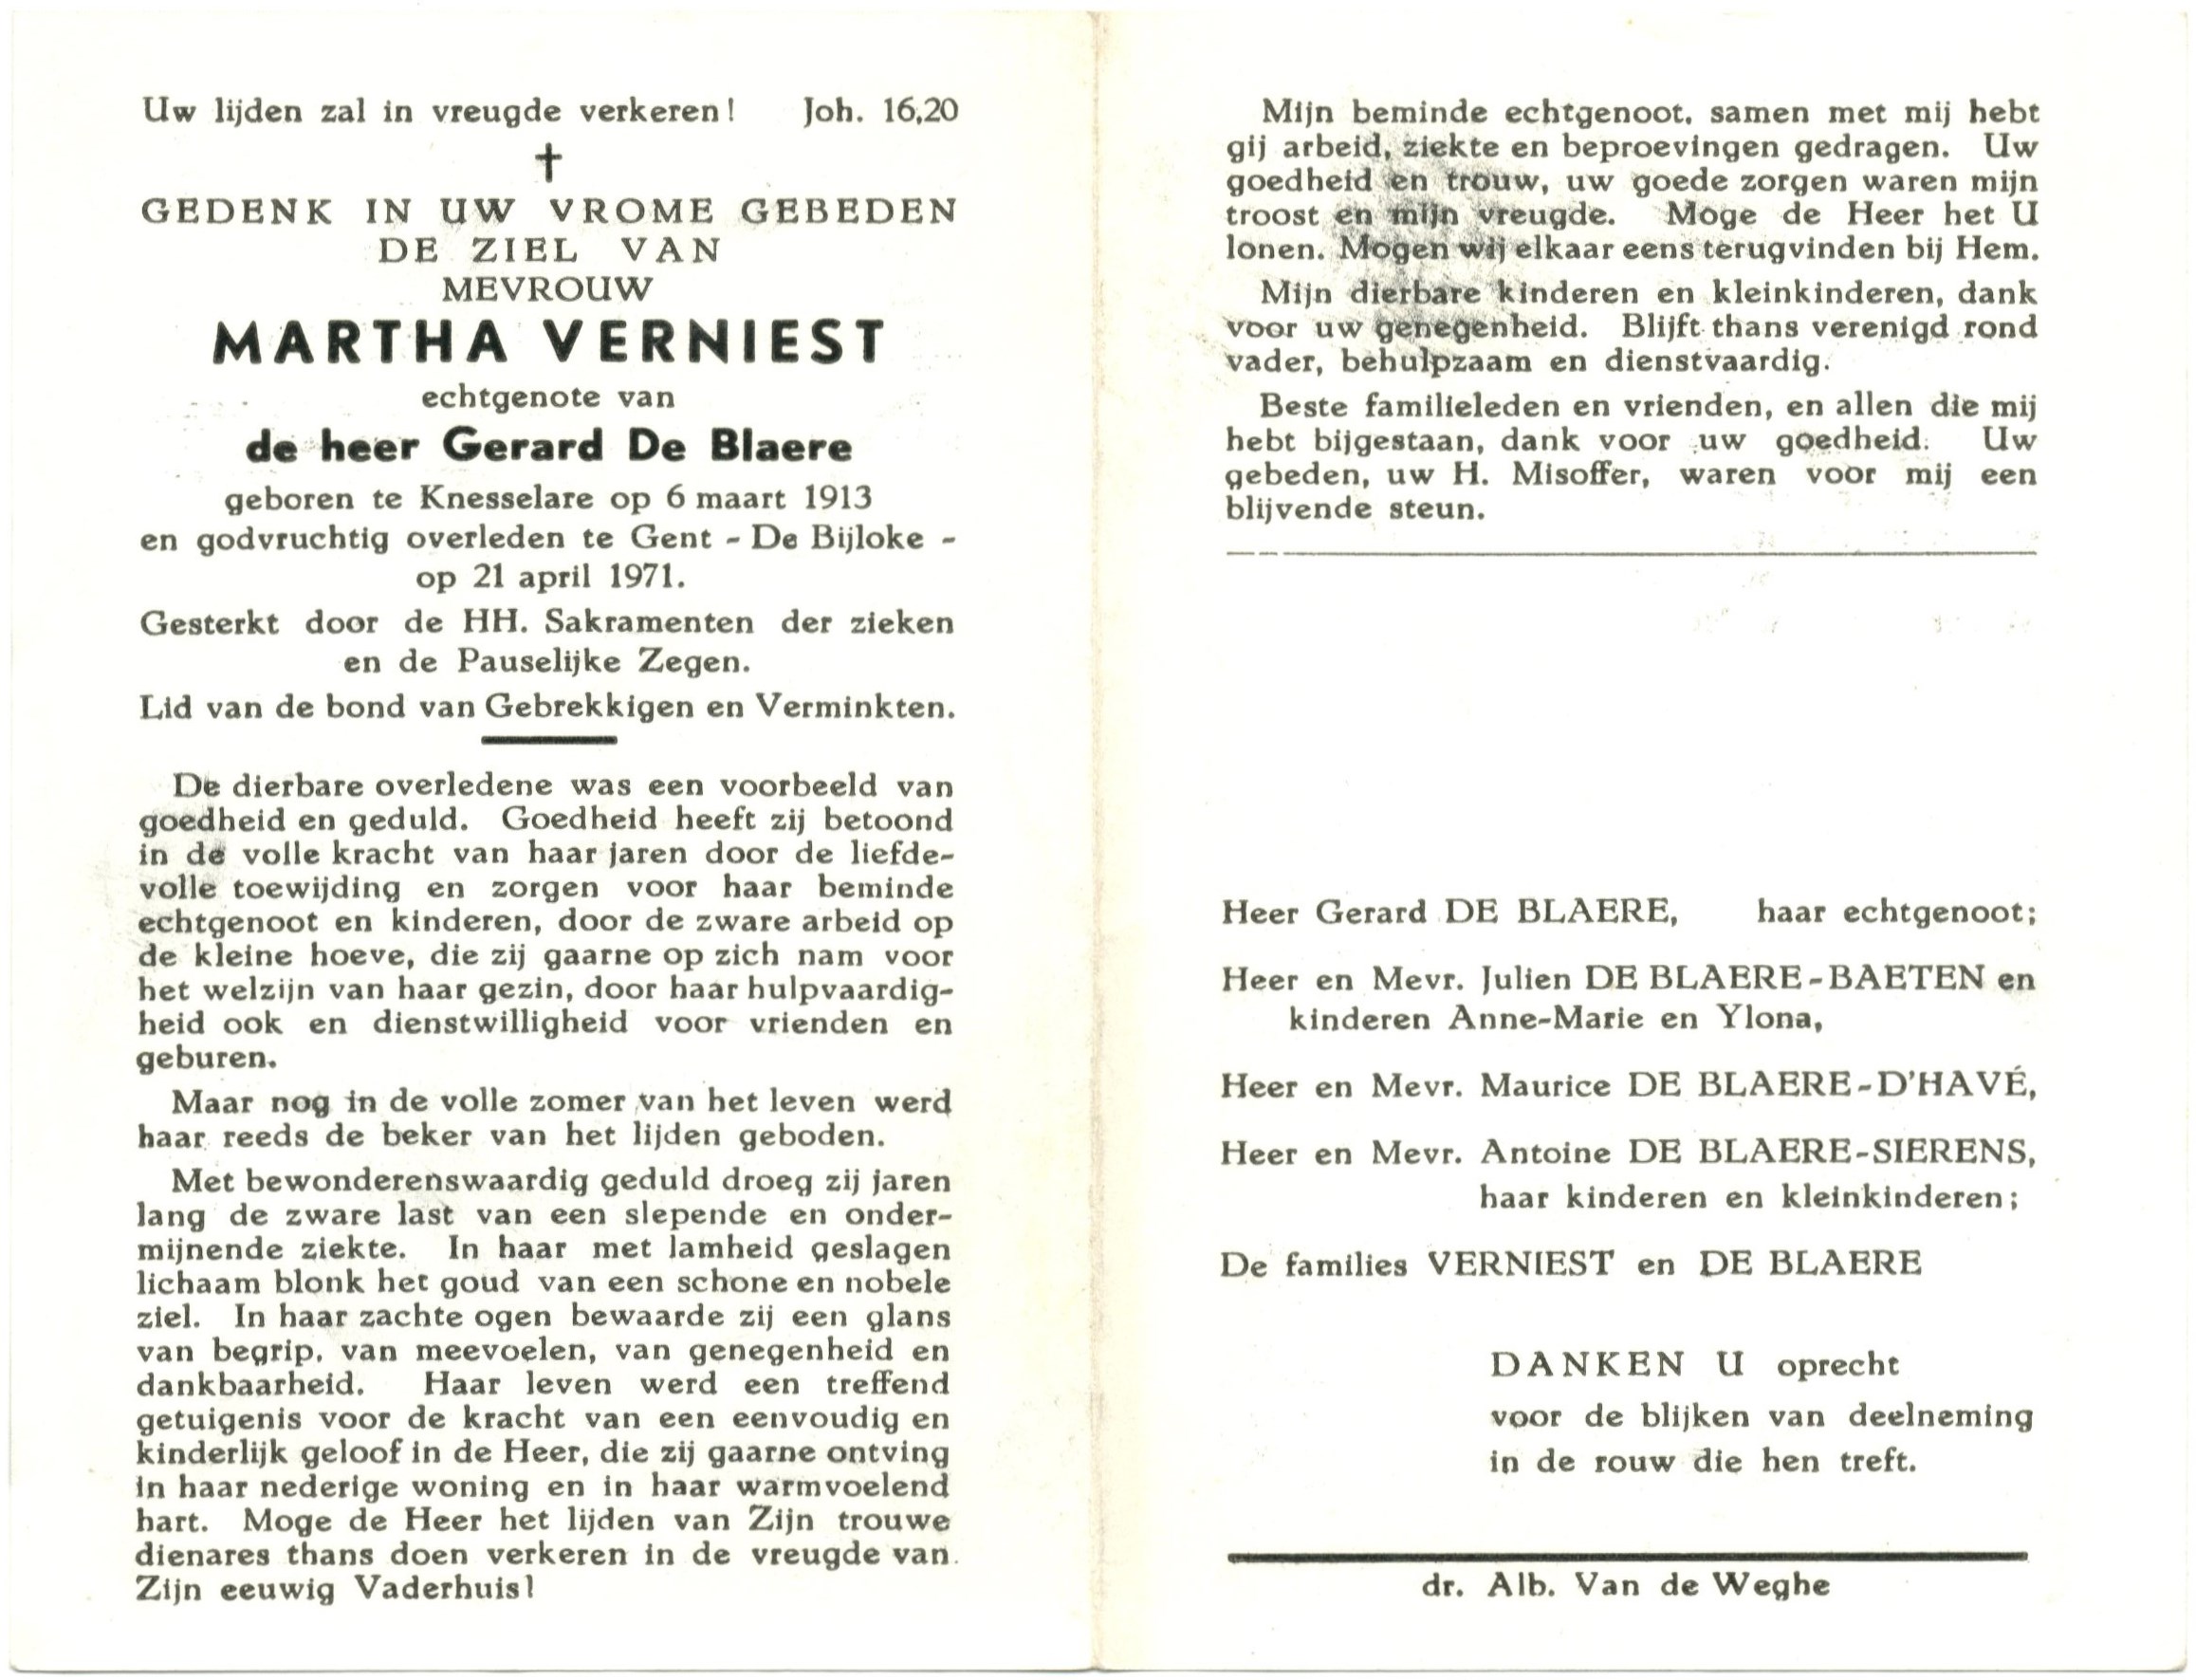 Uw lijden zal in vreugde verkeren! Joh. 16,20
✝
GEDENK IN UW VROME GEBEDEN
DE ZIEL VAN
MEVROUW
MARTHA VERNIEST
echtgenote van
de heer Gerard De Blaere
geboren te Knesselare op 6 maart 1913
en godvruchtig overleden te Gent - De Bijloke -
op 21 april 1971.
Gesterkt door de HH. Sakramenten der zieken
en de Pauselijke Zegen.
Lid van de bond van Gebrekkigen en Verminkten.
De dierbare overledene was een voorbeeld van
goedheid en geduld. Goedheid heeft zij betoond
in de volle kracht van haar jaren door de liefde-
volle toewijding en zorgen voor haar beminde
echtgenoot en kinderen, door de zware arbeid op
de kleine hoeve, die zij gaarne op zich nam voor
het welzijn van haar gezin, door haar hulpvaardig-
heid ook en dienstwilligheid voor vrienden en
geburen.
Maar nog in de volle zomer van het leven werd
haar reeds de beker van het lijden geboden.
Met bewonderenswaardig geduld droeg zij jaren
lang de zware last van een slepende en onder-
mijnende ziekte. In haar met lamheid geslagen
lichaam blonk het goud van een schone en nobele
ziel. In haar zachte ogen bewaarde zij een glans
van begrip, van meevoelen, van genegenheid en
dankbaarheid. Haar leven werd een treffend
getuigenis voor de kracht van een eenvoudig en
kinderlijk geloof in de Heer, die zij gaarne ontving
in haar nederige woning en in haar warmvoelend
hart. Moge de Heer het lijden van Zijn trouwe
dienares thans doen verkeren in de vreugde van
Zijn eeuwig Vaderhuis!
Mijn beminde echtgenoot, samen met mij hebt
gij arbeid, ziekte en beproevingen gedragen. Uw
goedheid en trouw, uw goede zorgen waren mijn
troost en mijn vreugde. Moge de Heer het U
lonen. Mogen wij elkaar eens terugvinden bij Hem.
Mijn dierbare kinderen en kleinkinderen, dank
voor uw genegenheid. Blijft thans verenigd rond
vader, behulpzaam en dienstvaardig.
Beste familieleden en vrienden, en allen die mij
hebt bijgestaan, dank voor uw goedheid. Uw
gebeden, uw H. Misoffer, waren voor mij een
blijvende steun.
Heer Gerard DE BLAERE, haar echtgenoot;
Heer en Mevr. Julien DE BLAERE-BAETEN en
kinderen Anne-Marie en Ylona,
Heer en Mevr. Maurice DE BLAERE-D'HAVÉ,
Heer en Mevr. Antoine DE BLAERE-SIERENS,
haar kinderen en kleinkinderen;
De families VERNIEST en DE BLAERE
DANKEN U oprecht
voor de blijken van deelneming
in de rouw die hen treft.
dr. Alb. Van de Weghe